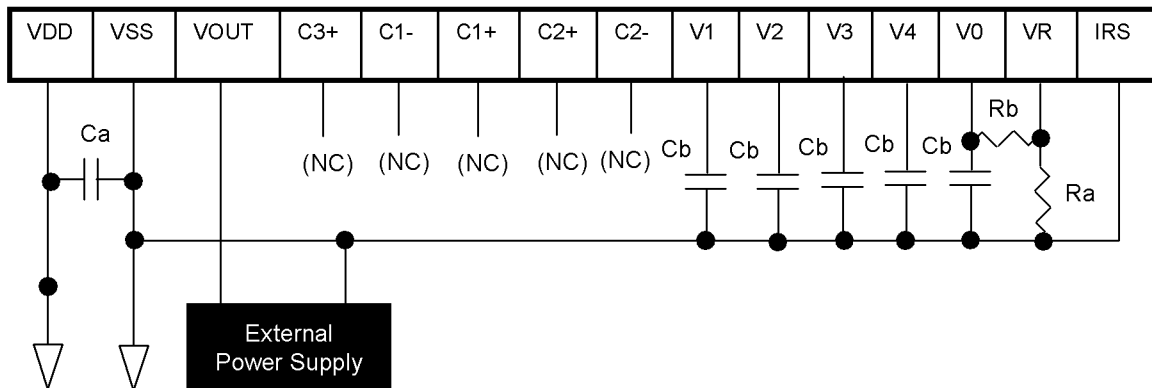 VDD VSS VOUT C3+ C1- C1+ C2+ C2- V1 V2 V3 V4 V0 VR IRS
Ca
(NC) (NC) (NC) (NC) (NC)
Cb Cb Cb Cb Cb
Rb
Ra
External
Power Supply